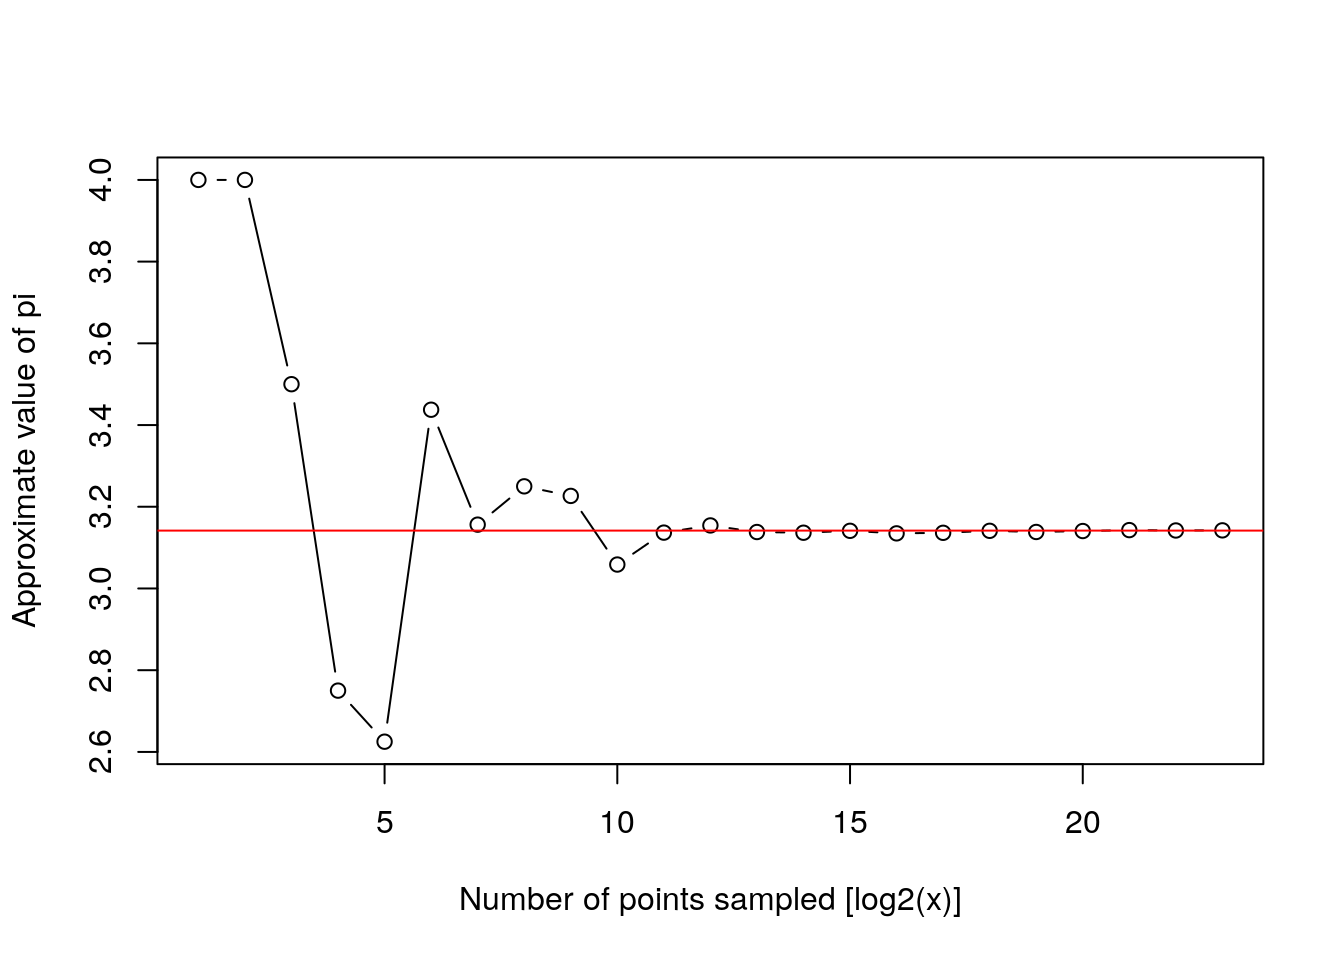 4.0
3.8
3.6
3.4
3.2
3.0
2.8
2.6
Approximate value of pi
5 10 15 20
Number of points sampled [log2(x)]